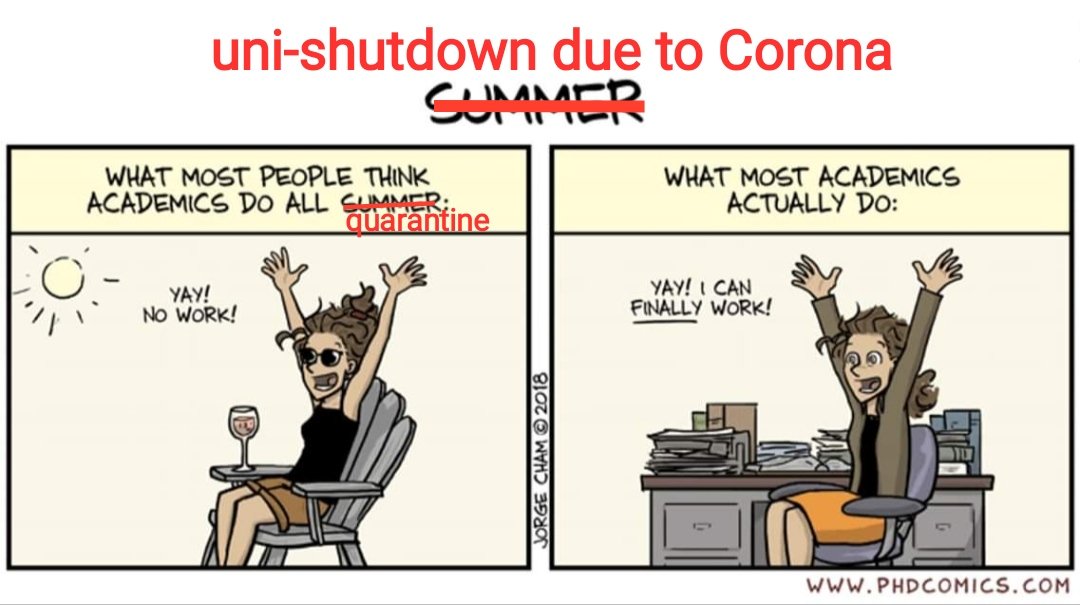 uni-shutdown due to Corona
SUMMER
WHAT MOST PEOPLE THINK
ACADEMICS DO ALL SUMMER:
quarantine
YAY!
NO WORK!
JORGE CHAM © 2018
WHAT MOST ACADEMICS
ACTUALLY DO:
YAY! I CAN
FINALLY WORK!
WWW.PHDCOMICS.COM